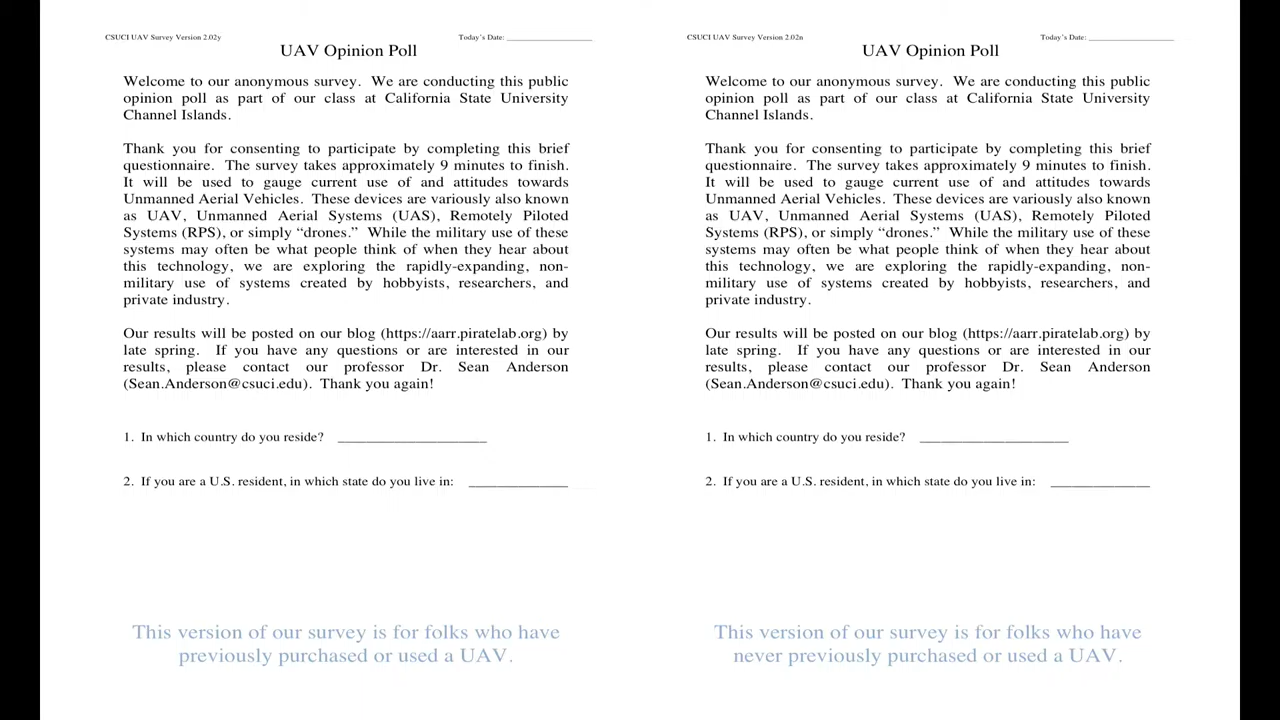 CSUCI UAV Survey Version 2.02y Today's Date: ____________________
UAV Opinion Poll
Welcome to our anonymous survey. We are conducting this public
opinion poll as part of our class at California State University
Channel Islands.
Thank you for consenting to participate by completing this brief
questionnaire. The survey takes approximately 9 minutes to finish.
It will be used to gauge current use of and attitudes towards
Unmanned Aerial Vehicles. These devices are variously also known
as UAV, Unmanned Aerial Systems (UAS), Remotely Piloted
Systems (RPS), or simply “drones.” While the military use of these
systems may often be what people think of when they hear about
this technology, we are exploring the rapidly-expanding, non-
military use of systems created by hobbyists, researchers, and
private industry.
Our results will be posted on our blog (https://aarr.piratelab.org) by
late spring. If you have any questions or are interested in our
results, please contact our professor Dr. Sean Anderson
(Sean.Anderson@csuci.edu). Thank you again!
1. In which country do you reside? _____________________
2. If you are a U.S. resident, in which state do you live in: ______________
This version of our survey is for folks who have
previously purchased or used a UAV.
CSUCI UAV Survey Version 2.02n Today's Date: ____________________
UAV Opinion Poll
Welcome to our anonymous survey. We are conducting this public
opinion poll as part of our class at California State University
Channel Islands.
Thank you for consenting to participate by completing this brief
questionnaire. The survey takes approximately 9 minutes to finish.
It will be used to gauge current use of and attitudes towards
Unmanned Aerial Vehicles. These devices are variously also known
as UAV, Unmanned Aerial Systems (UAS), Remotely Piloted
Systems (RPS), or simply “drones.” While the military use of these
systems may often be what people think of when they hear about
this technology, we are exploring the rapidly-expanding, non-
military use of systems created by hobbyists, researchers, and
private industry.
Our results will be posted on our blog (https://aarr.piratelab.org) by
late spring. If you have any questions or are interested in our
results, please contact our professor Dr. Sean Anderson
(Sean.Anderson@csuci.edu). Thank you again!
1. In which country do you reside? _____________________
2. If you are a U.S. resident, in which state do you live in: ______________
This version of our survey is for folks who have
never previously purchased or used a UAV.